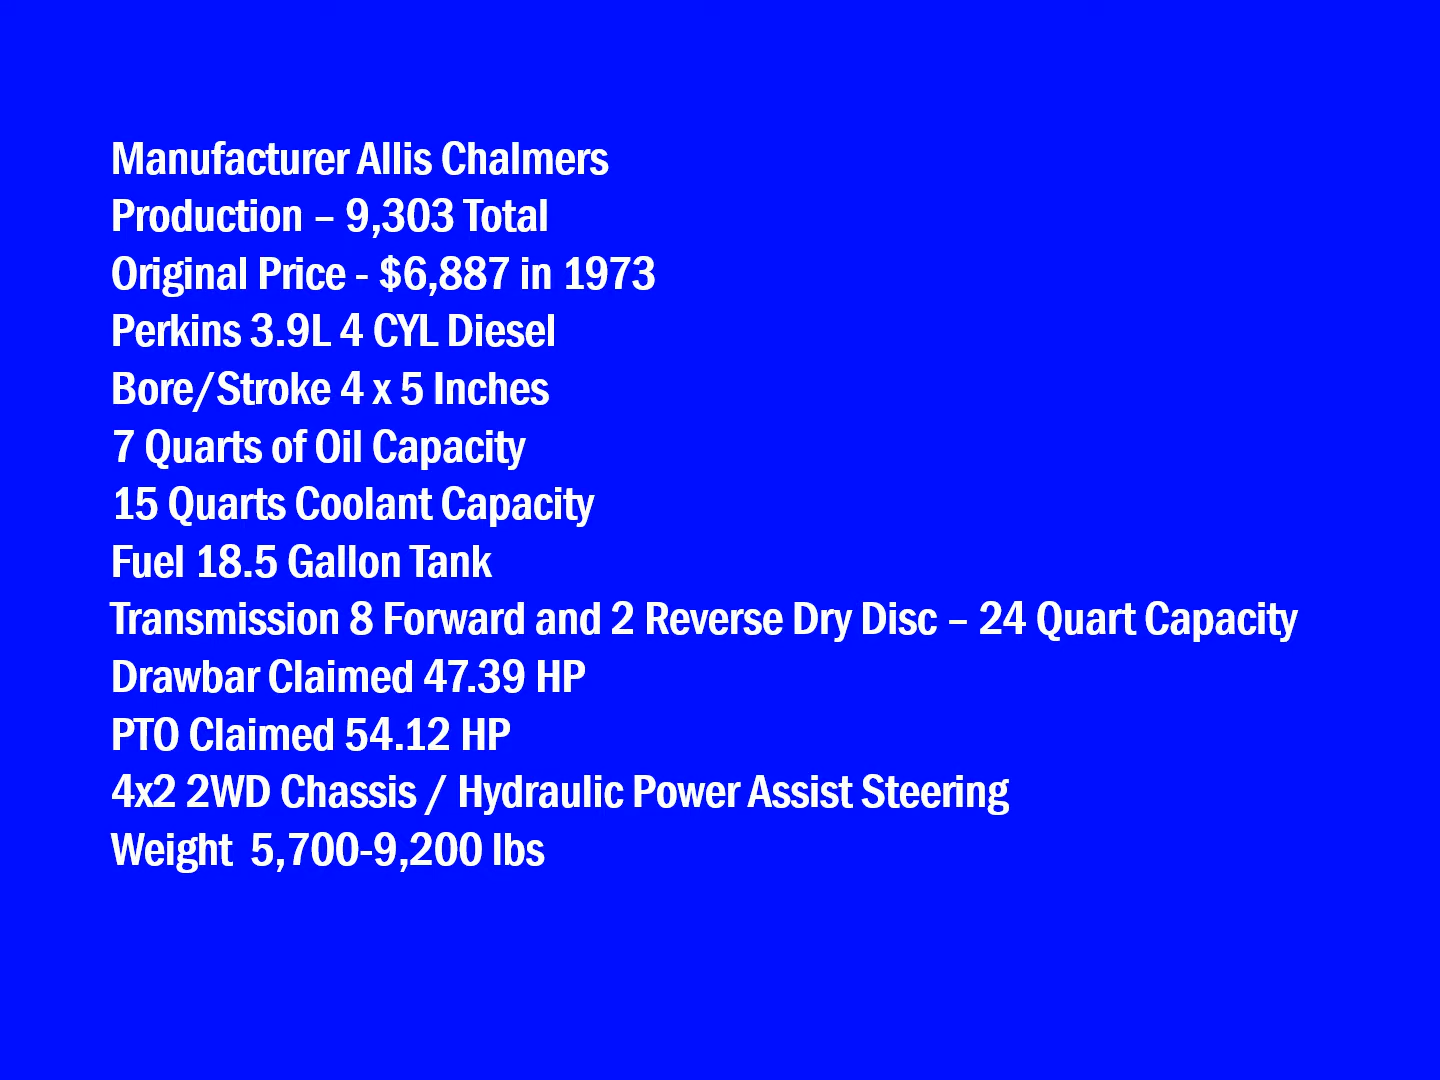 Manufacturer Allis Chalmers
Production – 9,303 Total
Original Price - $6,887 in 1973
Perkins 3.9L 4 CYL Diesel
Bore/Stroke 4 x 5 Inches
7 Quarts of Oil Capacity
15 Quarts Coolant Capacity
Fuel 18.5 Gallon Tank
Transmission 8 Forward and 2 Reverse Dry Disc – 24 Quart Capacity
Drawbar Claimed 47.39 HP
PTO Claimed 54.12 HP
4x2 2WD Chassis / Hydraulic Power Assist Steering
Weight  5,700-9,200 lbs